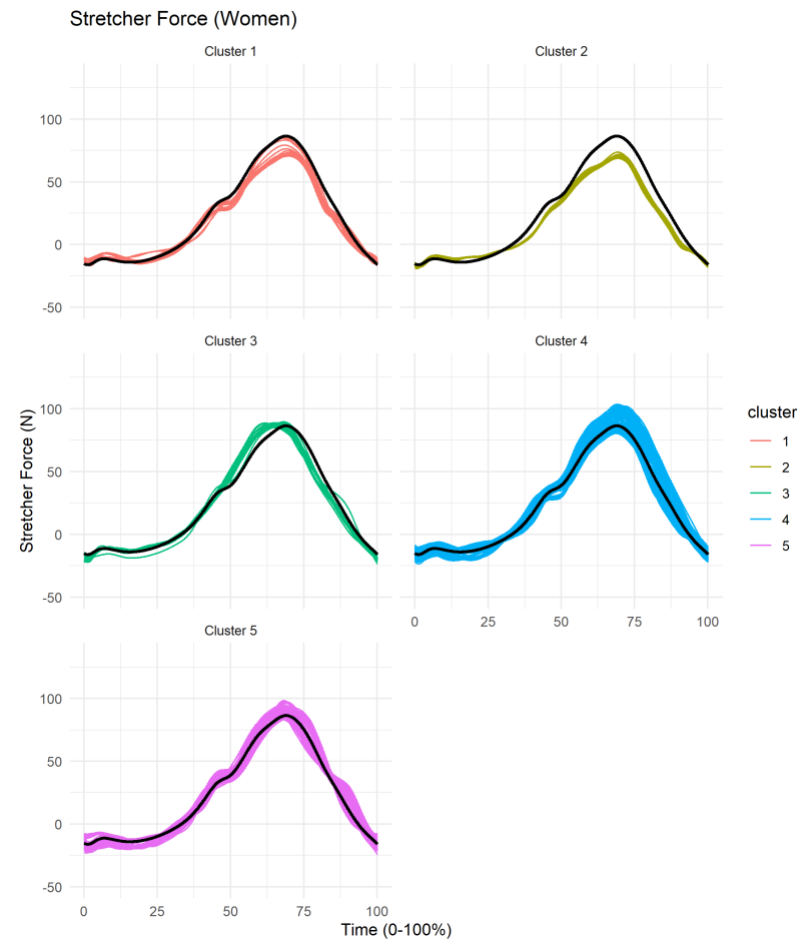 Stretcher Force (Women)
Cluster 1
Cluster 2
100
50
0
-50
Cluster 3
Cluster 4
100
50
0
-50
0 25 50 75 100
Cluster 5
100
50
0
-50
0 25 50 75 100
Time (0-100%)
Stretcher Force (N)
cluster
1
2
3
4
5